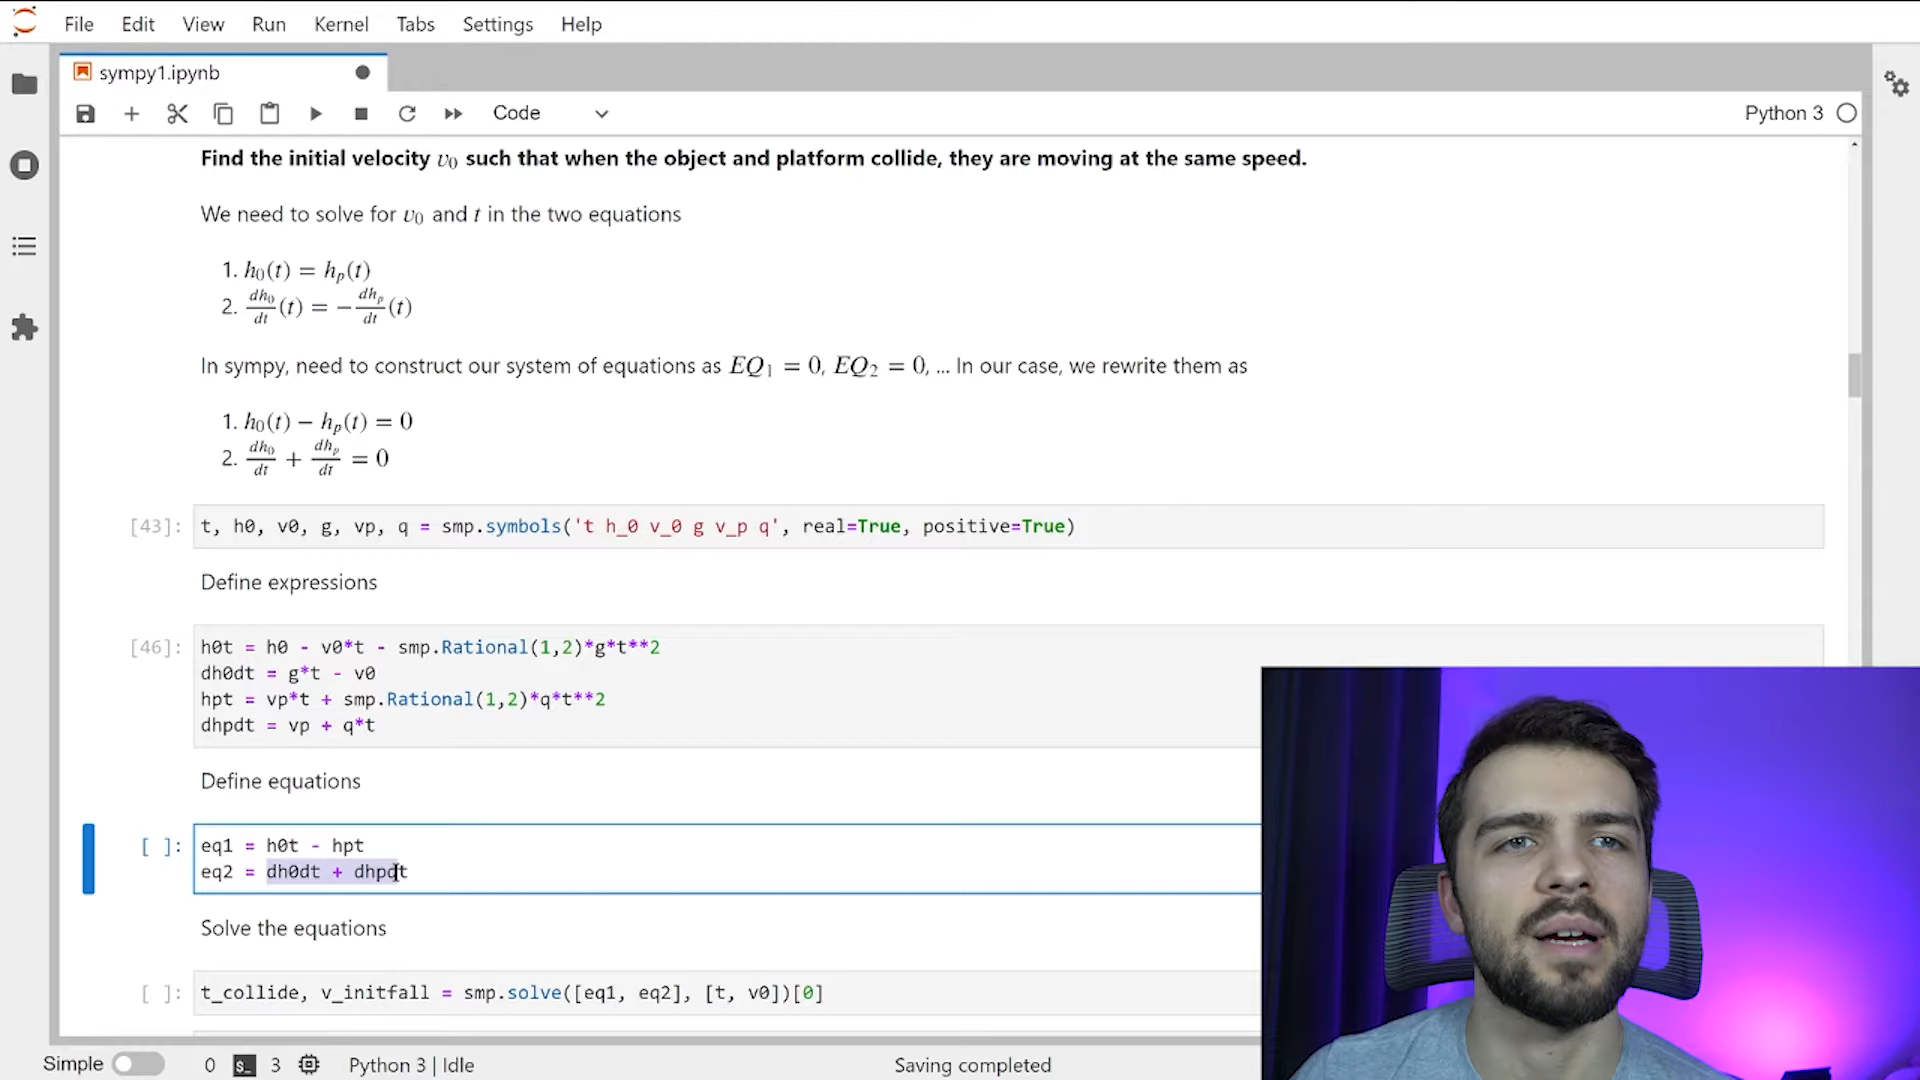 File Edit View Run Kernel Tabs Settings Help
sympy1.ipynb
Code
Python 3
Find the initial velocity v₀ such that when the object and platform collide, they are moving at the same speed.
We need to solve for v₀ and t in the two equations
1. h₀(t) = hₚ(t)
2. dh₀/dt (t) = − dhₚ/dt (t)
In sympy, need to construct our system of equations as EQ₁ = 0, EQ₂ = 0, ... In our case, we rewrite them as
1. h₀(t) − hₚ(t) = 0
2. dh₀/dt + dhₚ/dt = 0
[43]: t, h0, v0, g, vp, q = smp.symbols('t h_0 v_0 g v_p q', real=True, positive=True)
Define expressions
[46]: h0t = h0 - v0*t - smp.Rational(1,2)*g*t**2
dh0dt = g*t - v0
hpt = vp*t + smp.Rational(1,2)*q*t**2
dhpdt = vp + q*t
Define equations
[ ]: eq1 = h0t - hpt
eq2 = dh0dt + dhpdt
Solve the equations
[ ]: t_collide, v_initfall = smp.solve([eq1, eq2], [t, v0])[0]
Simple 0 $_ 3 Python 3 | Idle Saving completed